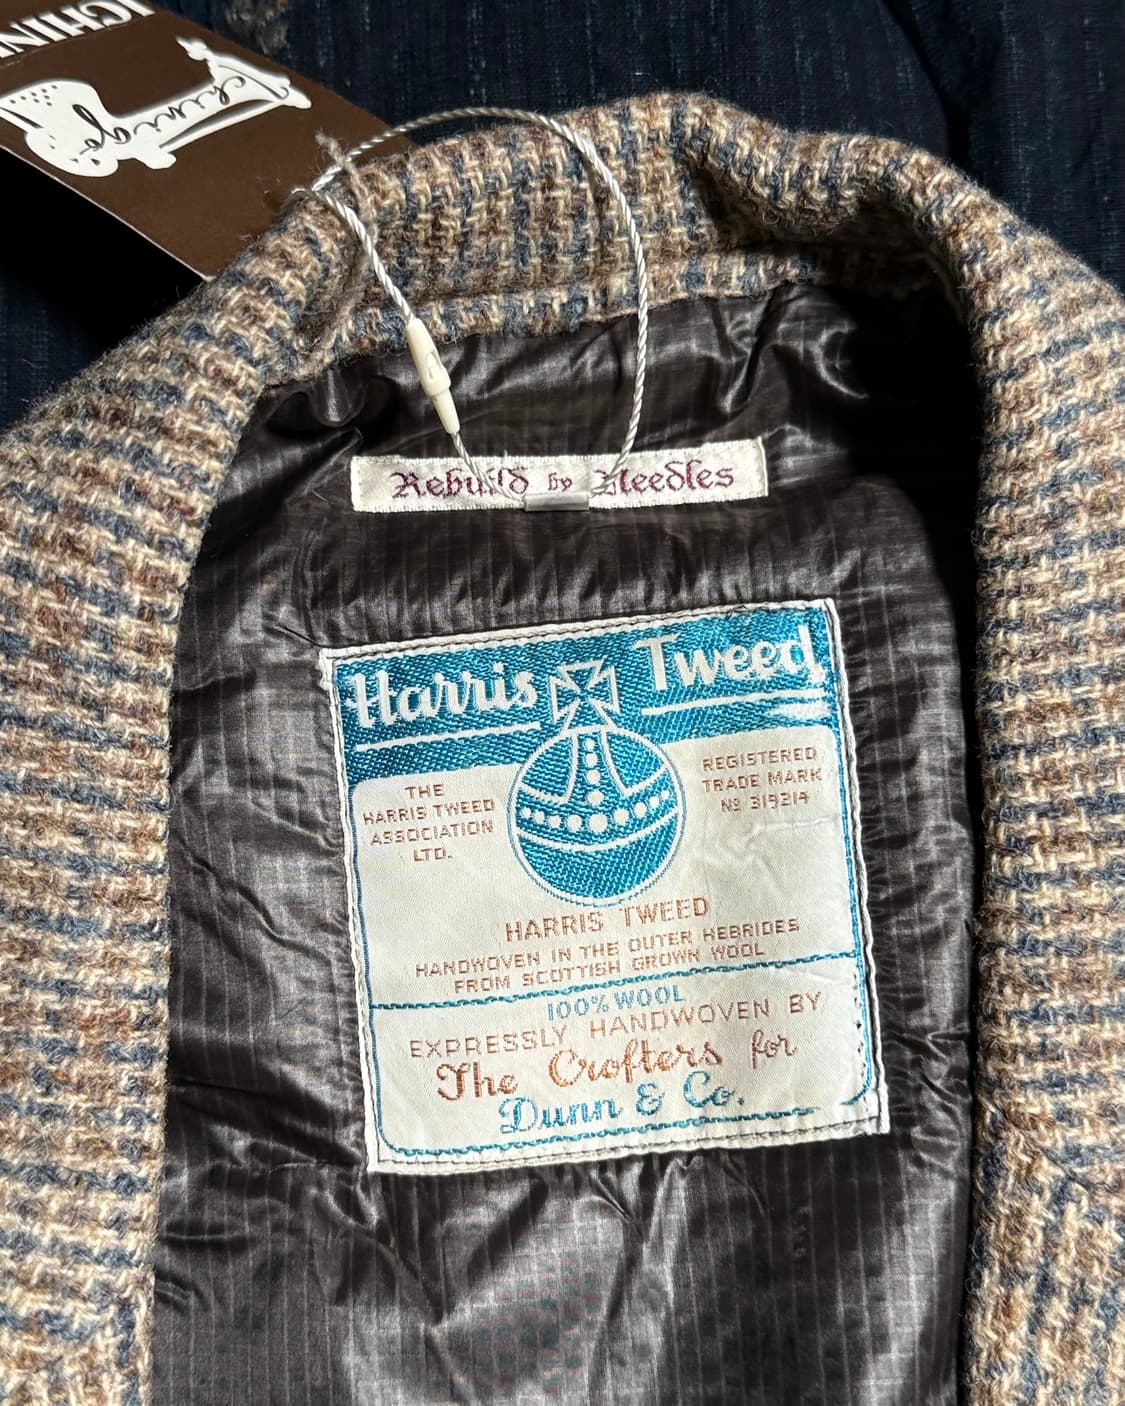 Ichingo
Rebuild by Needles
Harris Tweed
THE
HARRIS TWEED
ASSOCIATION
LTD.
REGISTERED
TRADE MARK
Nº 319214
HARRIS TWEED
HANDWOVEN IN THE OUTER HEBRIDES
FROM SCOTTISH GROWN WOOL
100% WOOL
EXPRESSLY HANDWOVEN BY
The Crofters for
Dunn & Co.